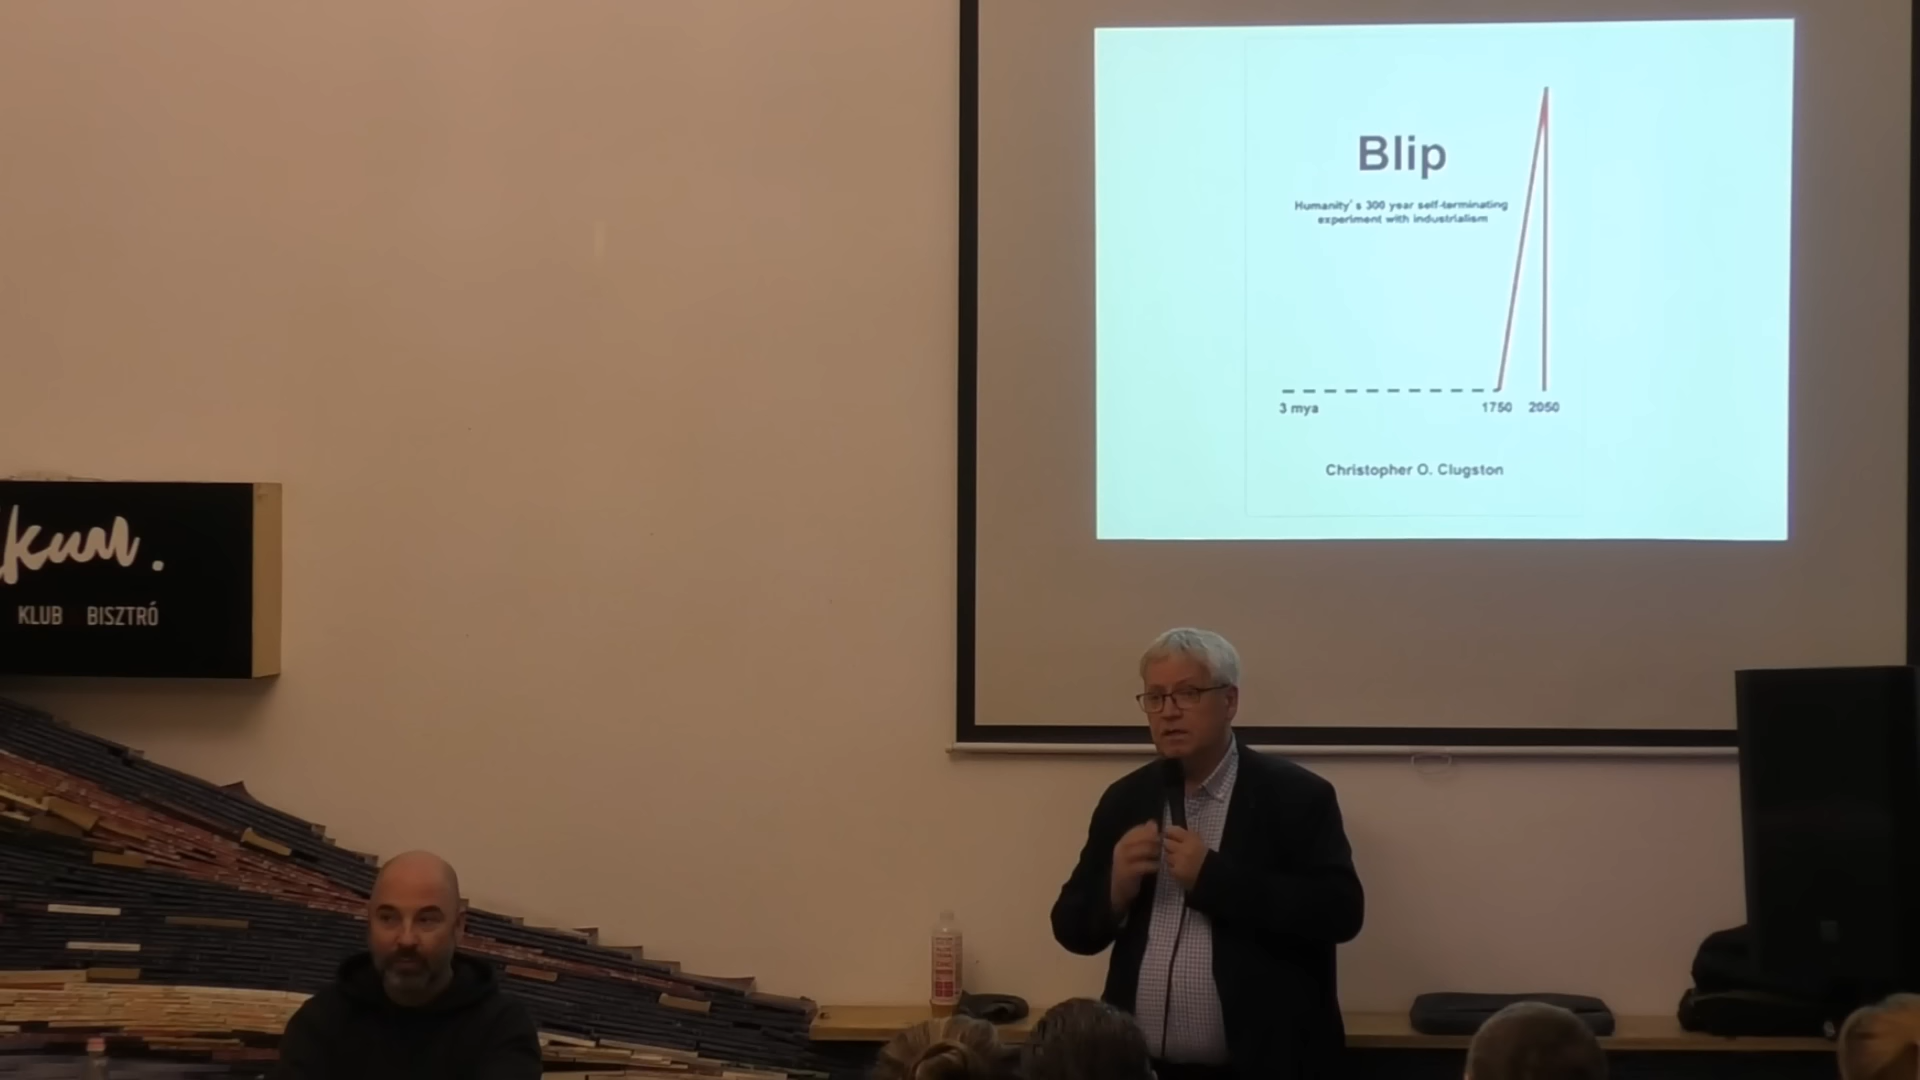 Blip
Humanity's 300 year self-terminating
experiment with industrialism
3 mya
1750
2050
Christopher O. Clugston
kum.
KLUB BISZTRÓ